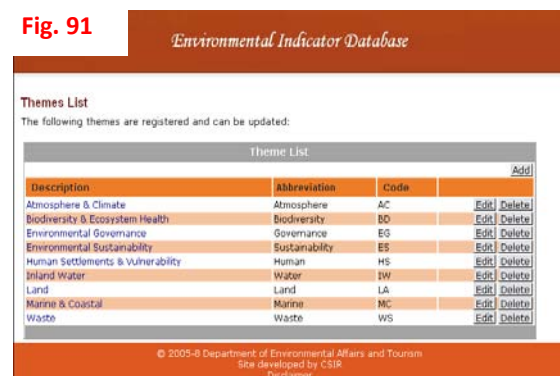 Fig. 91
Environmental Indicator Database
Themes List
The following themes are registered and can be updated:
Theme List
Add
Description Abbreviation Code
Atmosphere & Climate Atmosphere AC Edit Delete
Biodiversity & Ecosystem Health Biodiversity BD Edit Delete
Environmental Governance Governance EG Edit Delete
Environmental Sustainability Sustainability ES Edit Delete
Human Settlements & Vulnerability Human HS Edit Delete
Inland Water Water IW Edit Delete
Land Land LA Edit Delete
Marine & Coastal Marine MC Edit Delete
Waste Waste WS Edit Delete
© 2005-8 Department of Environmental Affairs and Tourism
Site developed by CSIR
Disclaimer